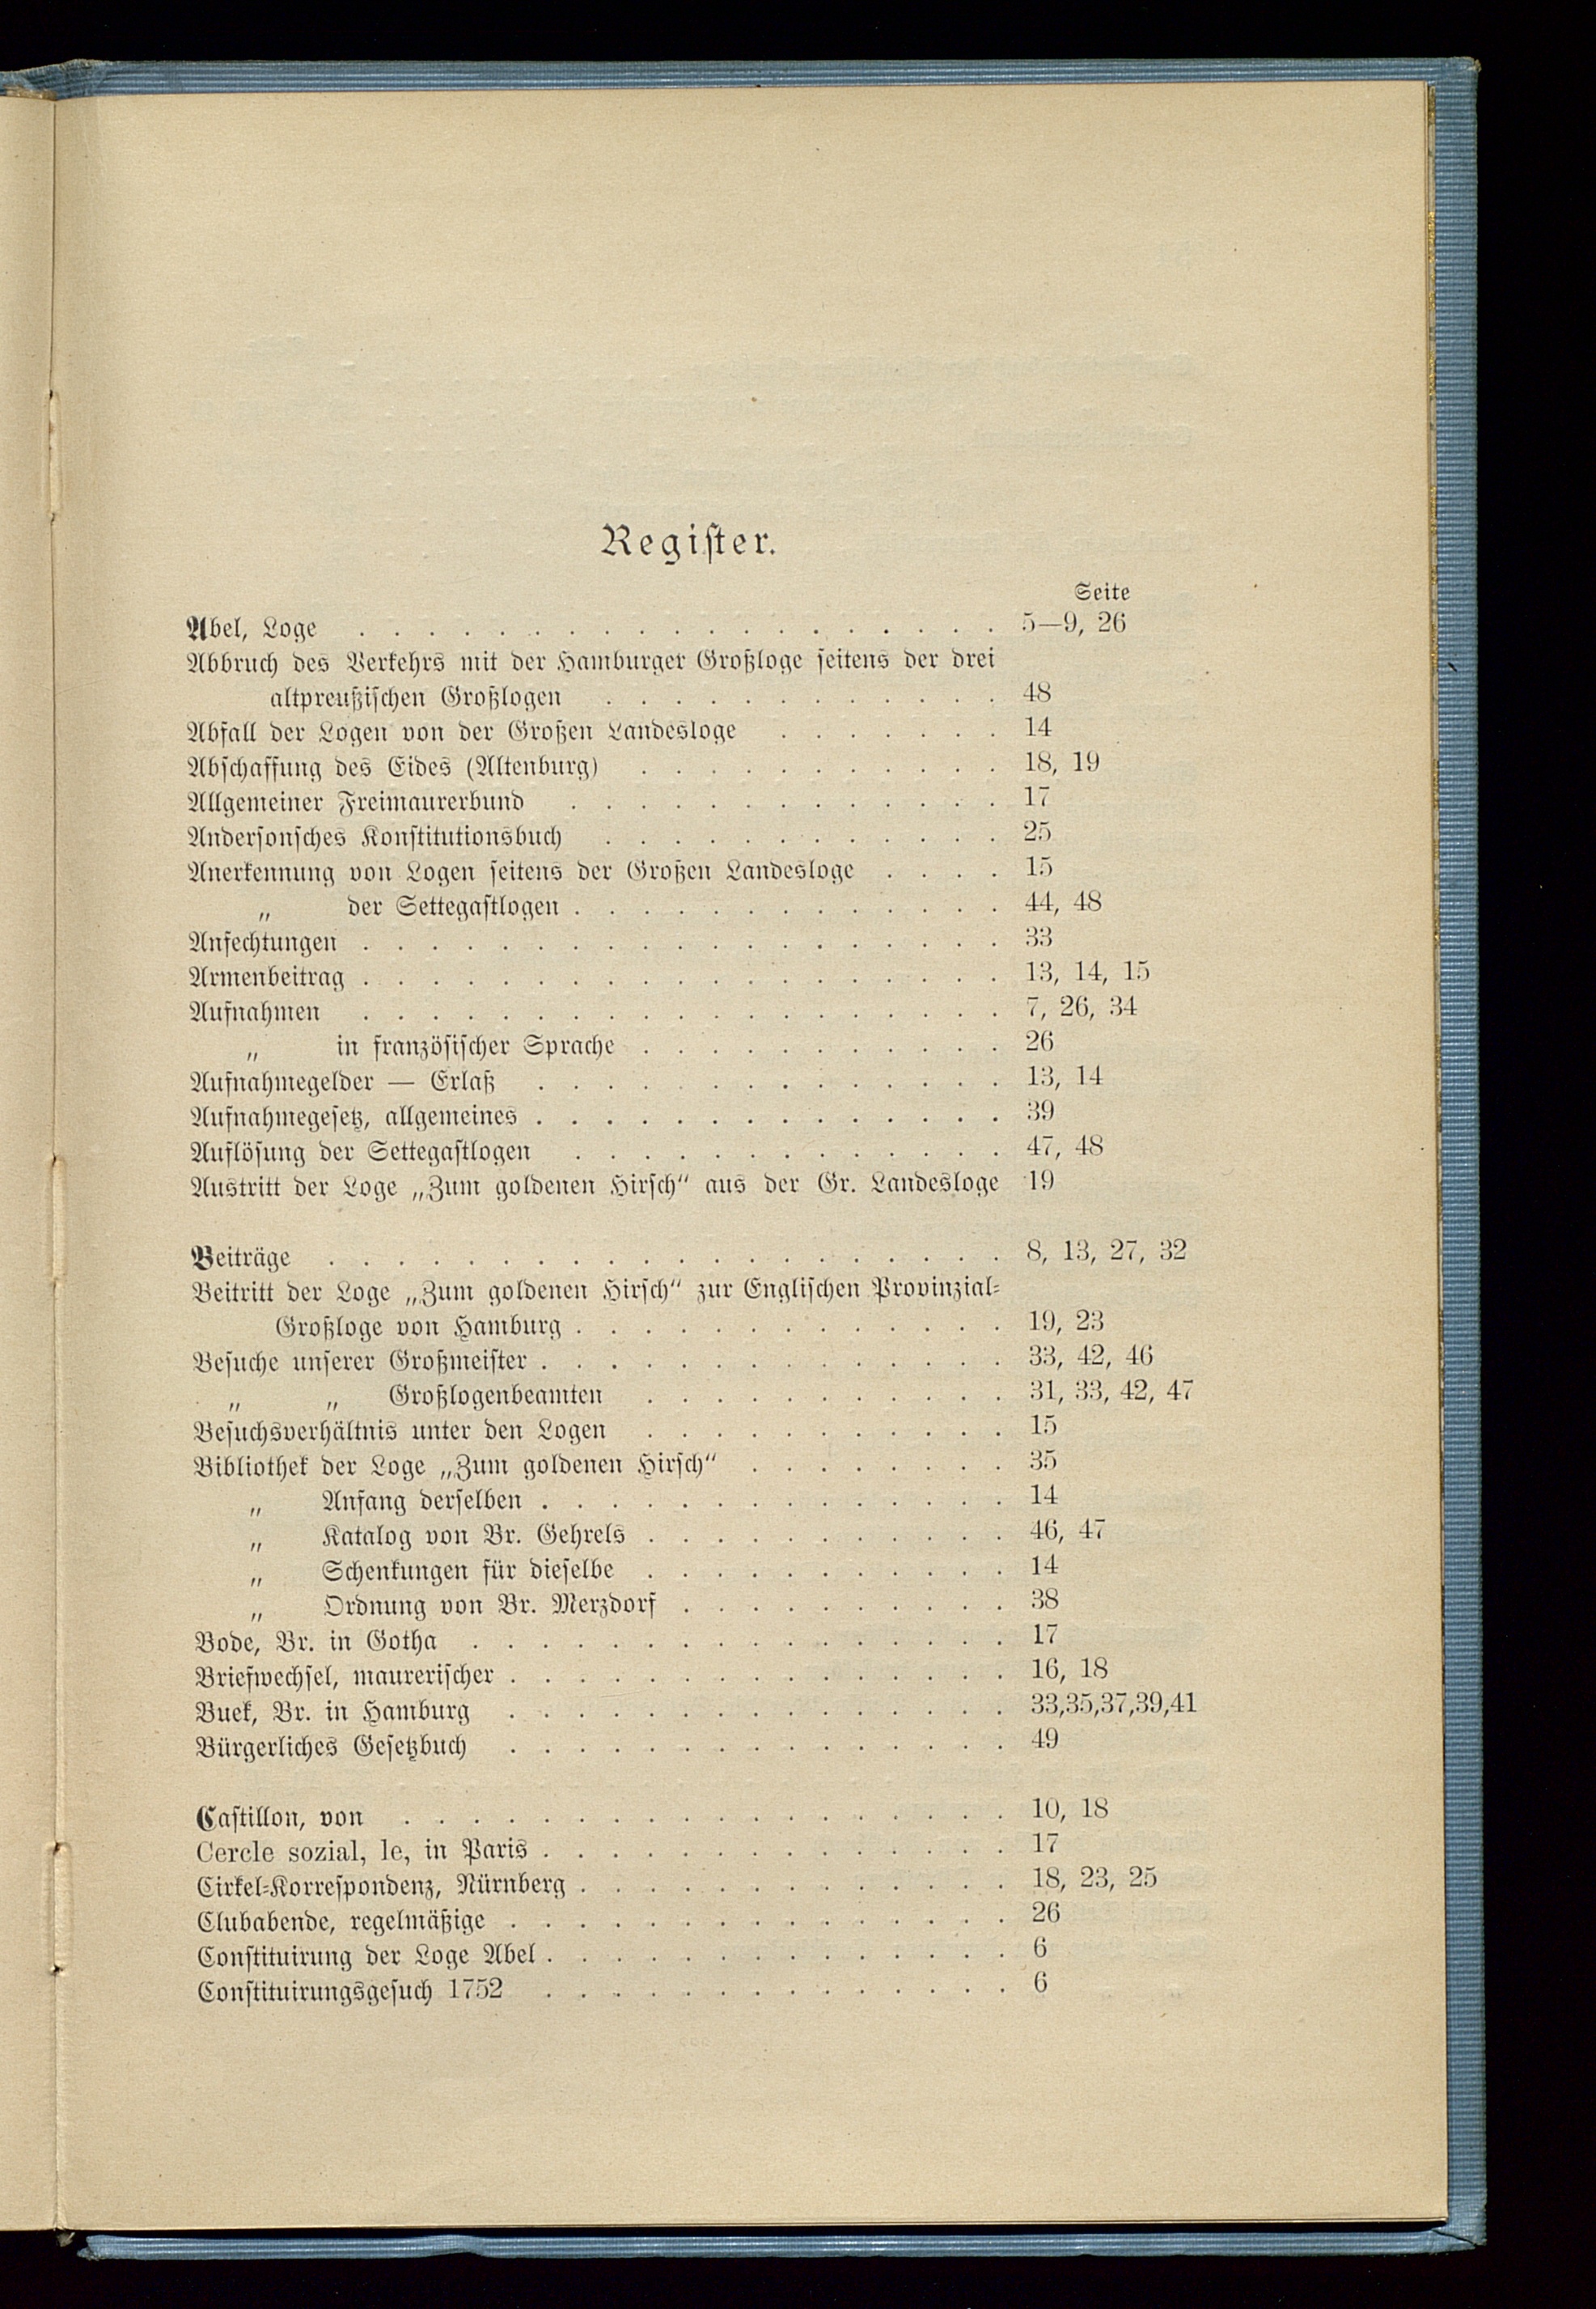 Register.
Seite
Abel, Loge . . . . . . . . . . . . . . . . . . . 5—9, 26
Abbruch des Verkehrs mit der Hamburger Großloge seitens der drei
altpreußischen Großlogen . . . . . . . . . . . . 48
Abfall der Logen von der Großen Landesloge . . . . . . . 14
Abschaffung des Eides (Altenburg) . . . . . . . . . . . 18, 19
Allgemeiner Freimaurerbund . . . . . . . . . . . . . 17
Andersonsches Konstitutionsbuch . . . . . . . . . . . . 25
Anerkennung von Logen seitens der Großen Landesloge . . . . 15
„ der Settegastlogen . . . . . . . . . . . . . 44, 48
Anfechtungen . . . . . . . . . . . . . . . . . . . 33
Armenbeitrag . . . . . . . . . . . . . . . . . . . 13, 14, 15
Aufnahmen . . . . . . . . . . . . . . . . . . . 7, 26, 34
„ in französischer Sprache . . . . . . . . . . . 26
Aufnahmegelder — Erlaß . . . . . . . . . . . . . . 13, 14
Aufnahmegesetz, allgemeines . . . . . . . . . . . . . . 39
Auflösung der Settegastlogen . . . . . . . . . . . . . 47, 48
Austritt der Loge „Zum goldenen Hirsch“ aus der Gr. Landesloge 19
Beiträge . . . . . . . . . . . . . . . . . . . . 8, 13, 27, 32
Beitritt der Loge „Zum goldenen Hirsch“ zur Englischen Provinzial-
Großloge von Hamburg . . . . . . . . . . . . . 19, 23
Besuche unserer Großmeister . . . . . . . . . . . . . . 33, 42, 46
„ „ Großlogenbeamten . . . . . . . . . . . 31, 33, 42, 47
Besuchsverhältnis unter den Logen . . . . . . . . . . 15
Bibliothek der Loge „Zum goldenen Hirsch“ . . . . . . . . 35
„ Anfang derselben . . . . . . . . . . . . . . 14
„ Katalog von Br. Gehrels . . . . . . . . . . . 46, 47
„ Schenkungen für dieselbe . . . . . . . . . . . 14
„ Ordnung von Br. Merzdorf . . . . . . . . . . 38
Bode, Br. in Gotha . . . . . . . . . . . . . . . . 17
Briefwechsel, maurerischer . . . . . . . . . . . . . . . 16, 18
Buek, Br. in Hamburg . . . . . . . . . . . . . . . 33,35,37,39,41
Bürgerliches Gesetzbuch . . . . . . . . . . . . . . . 49
Castillon, von . . . . . . . . . . . . . . . . . . 10, 18
Cercle sozial, le, in Paris . . . . . . . . . . . . . . 17
Cirkel-Korrespondenz, Nürnberg . . . . . . . . . . . . . 18, 23, 25
Clubabende, regelmäßige . . . . . . . . . . . . . . . 26
Constituirung der Loge Abel . . . . . . . . . . . . . . 6
Constituirungsgesuch 1752 . . . . . . . . . . . . . . 6